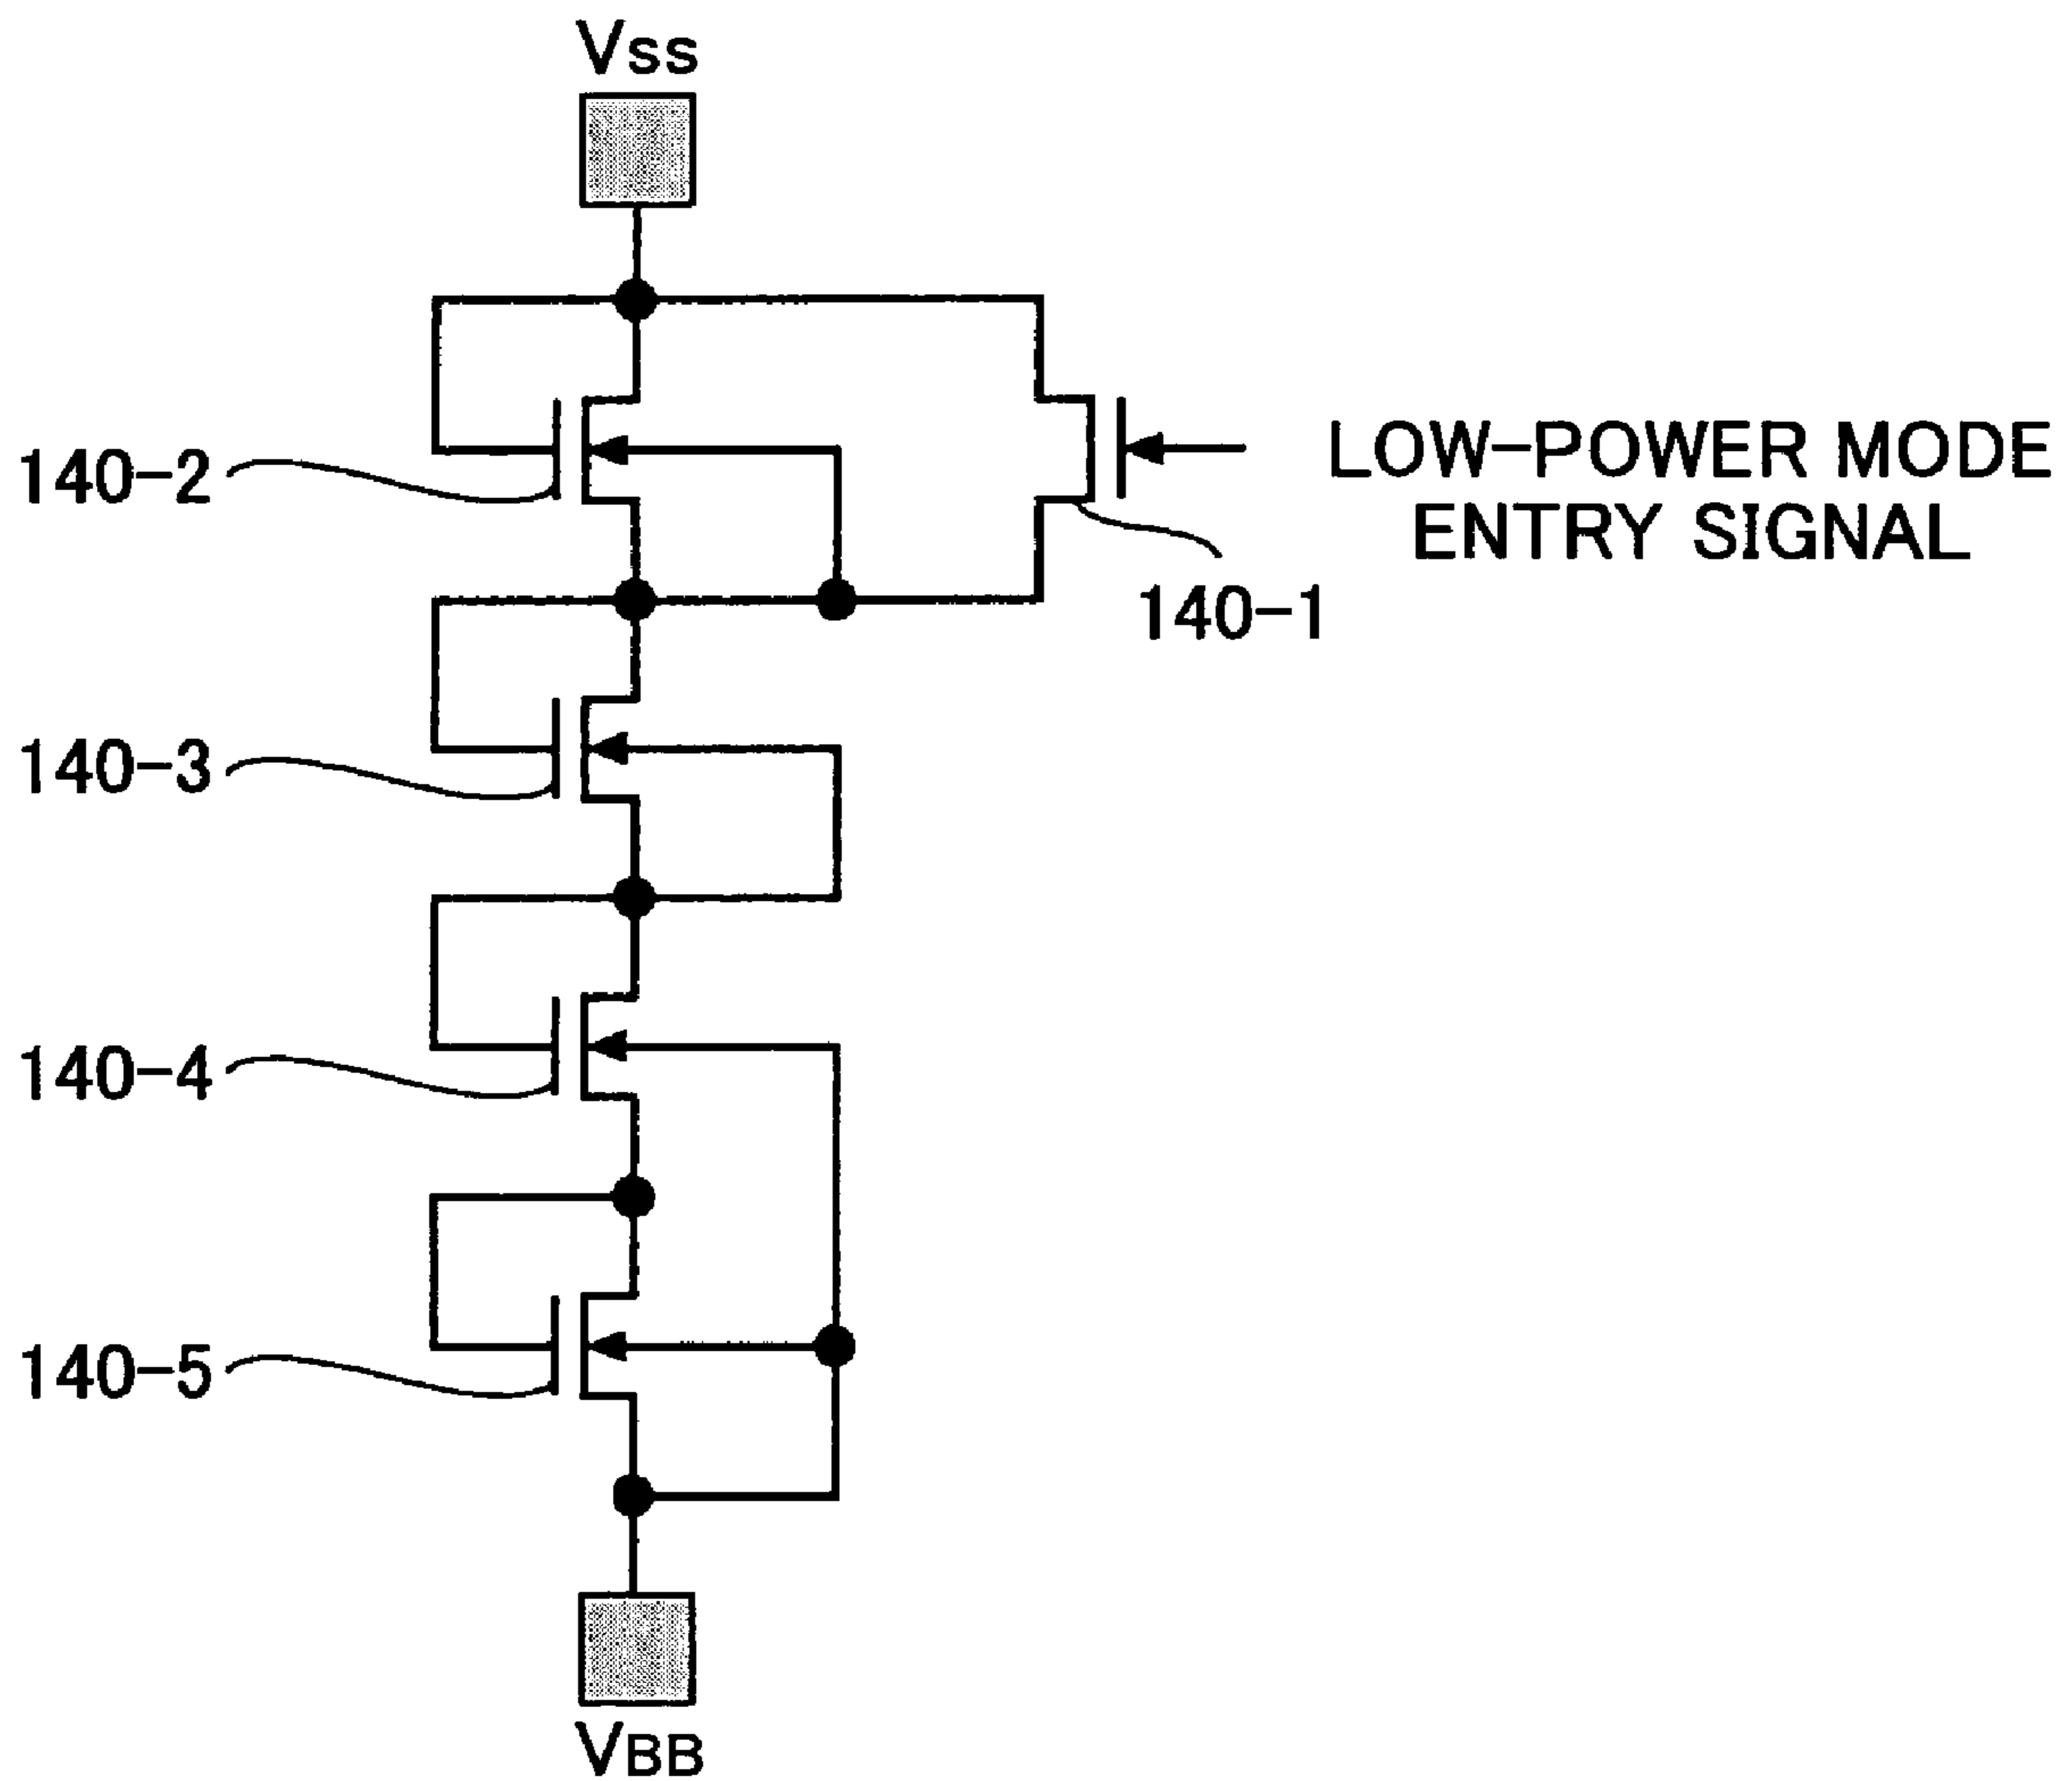 VSS
140-2
LOW-POWER MODE
ENTRY SIGNAL
140-1
140-3
140-4
140-5
VBB